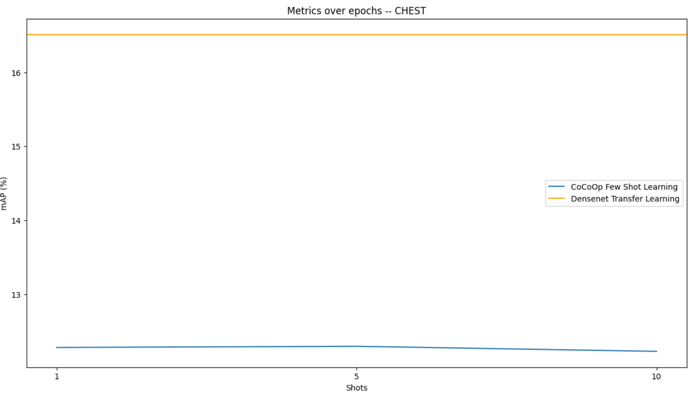 Metrics over epochs -- CHEST
16
15
14
13
mAP (%)
CoCoOp Few Shot Learning
Densenet Transfer Learning
1
5
10
Shots